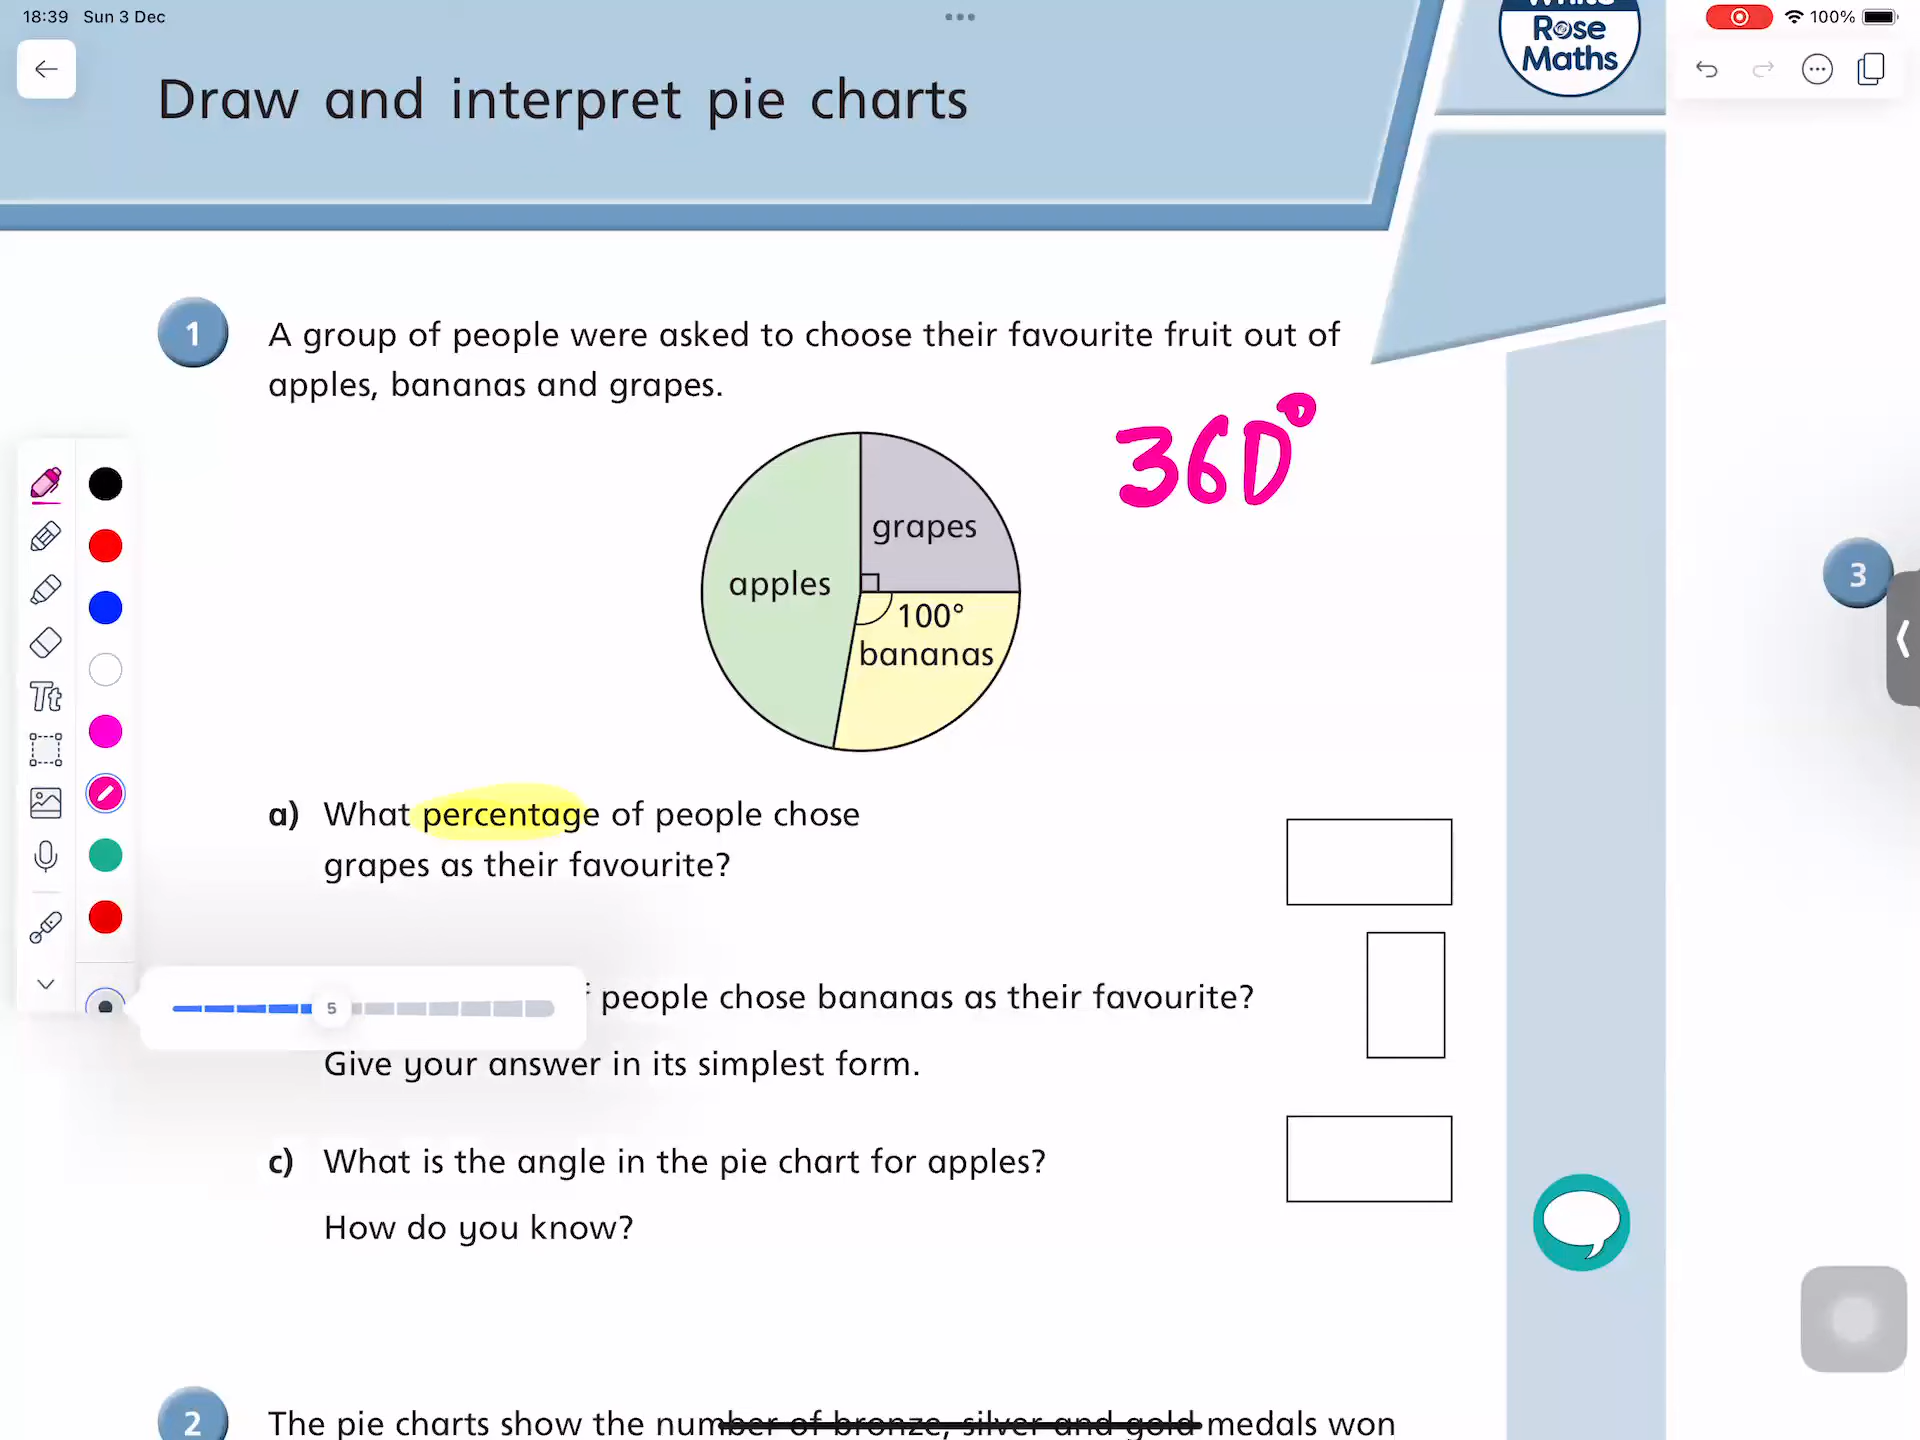 18:39 Sun 3 Dec
100%
Rose
Maths
Draw and interpret pie charts
1 A group of people were asked to choose their favourite fruit out of
apples, bananas and grapes.
360°
grapes
apples
100°
bananas
3
Tt
a) What percentage of people chose
grapes as their favourite?
5
people chose bananas as their favourite?
Give your answer in its simplest form.
c) What is the angle in the pie chart for apples?
How do you know?
2 The pie charts show the number of bronze, silver and gold medals won